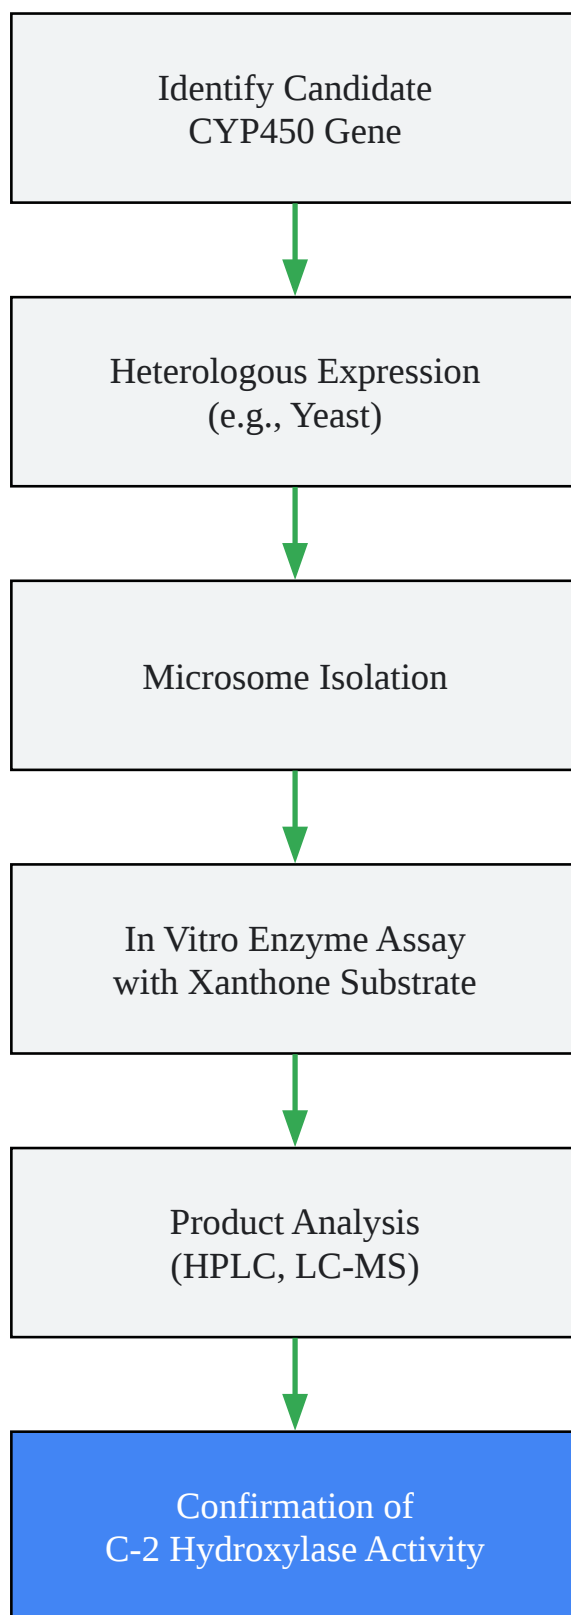 Identify Candidate
CYP450 Gene
Heterologous Expression
(e.g., Yeast)
Microsome Isolation
In Vitro Enzyme Assay
with Xanthone Substrate
Product Analysis
(HPLC, LC-MS)
Confirmation of
C-2 Hydroxylase Activity